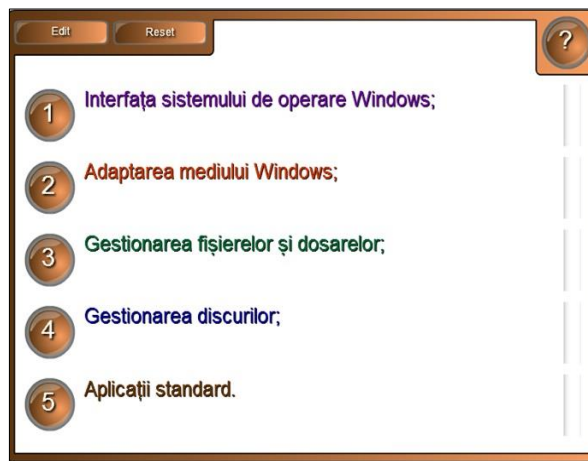 Edit
Reset
?
1
Interfața sistemului de operare Windows;
2
Adaptarea mediului Windows;
3
Gestionarea fișierelor și dosarelor;
4
Gestionarea discurilor;
5
Aplicații standard.